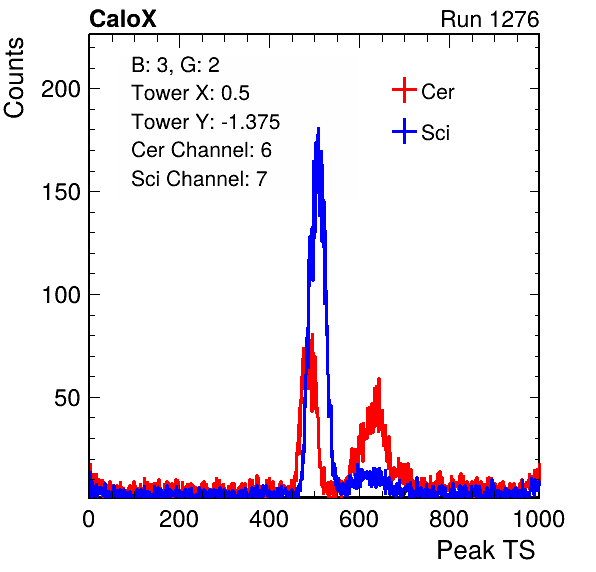 CaloX
Run 1276
Counts
B: 3, G: 2
Tower X: 0.5
Tower Y: -1.375
Cer Channel: 6
Sci Channel: 7
Cer
Sci
200
150
100
50
0 200 400 600 800 1000
Peak TS